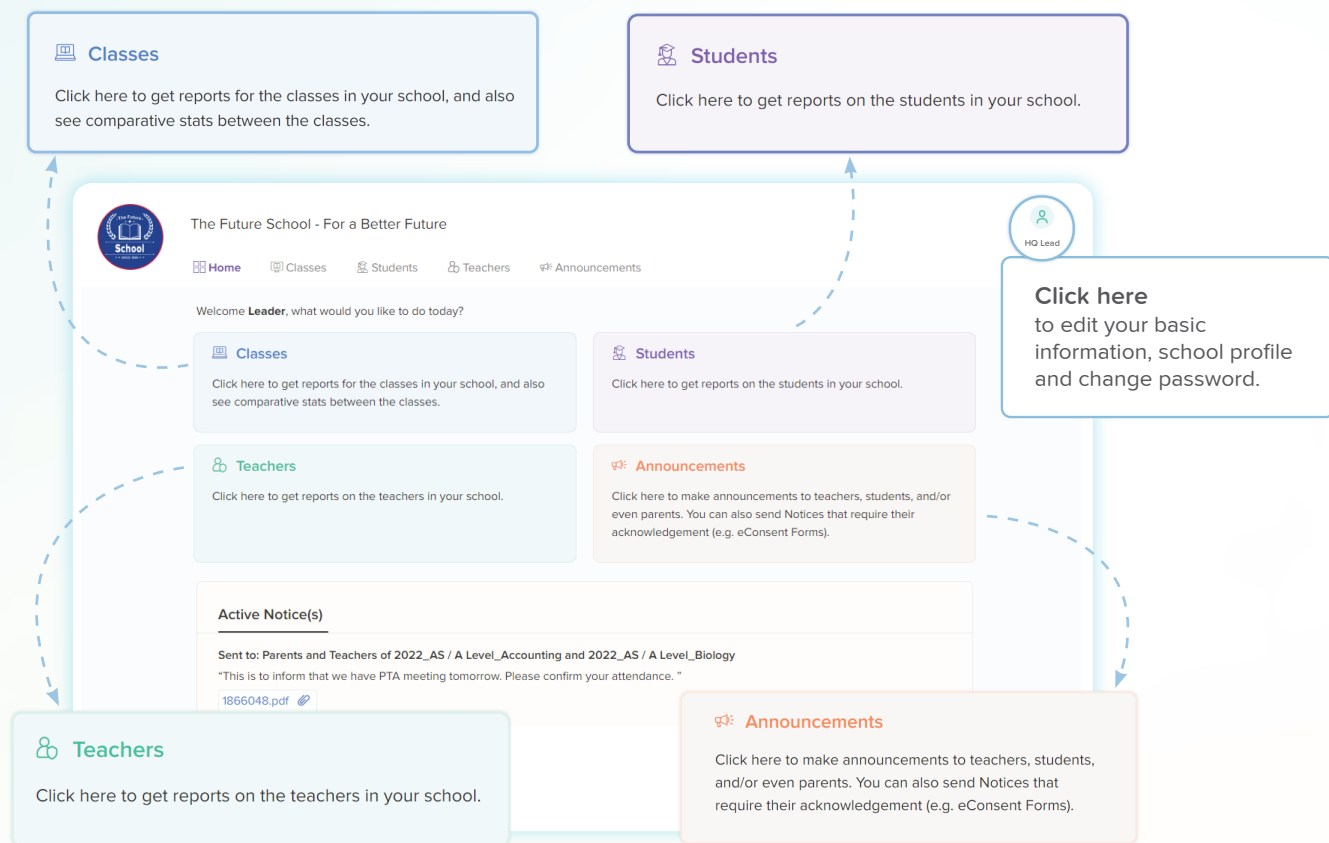 Classes
Click here to get reports for the classes in your school, and also
see comparative stats between the classes.
Students
Click here to get reports on the students in your school.
The Future
School
The Future School - For a Better Future
HQ Lead
Home Classes Students Teachers Announcements
Click here
to edit your basic
information, school profile
and change password.
Welcome Leader, what would you like to do today?
Classes
Click here to get reports for the classes in your school, and also
see comparative stats between the classes.
Students
Click here to get reports on the students in your school.
Teachers
Click here to get reports on the teachers in your school.
Announcements
Click here to make announcements to teachers, students, and/or
even parents. You can also send Notices that require their
acknowledgement (e.g. eConsent Forms).
Active Notice(s)
Sent to: Parents and Teachers of 2022_AS / A Level_Accounting and 2022_AS / A Level_Biology
“This is to inform that we have PTA meeting tomorrow. Please confirm your attendance. ”
1866048.pdf
Teachers
Click here to get reports on the teachers in your school.
Announcements
Click here to make announcements to teachers, students,
and/or even parents. You can also send Notices that
require their acknowledgement (e.g. eConsent Forms).